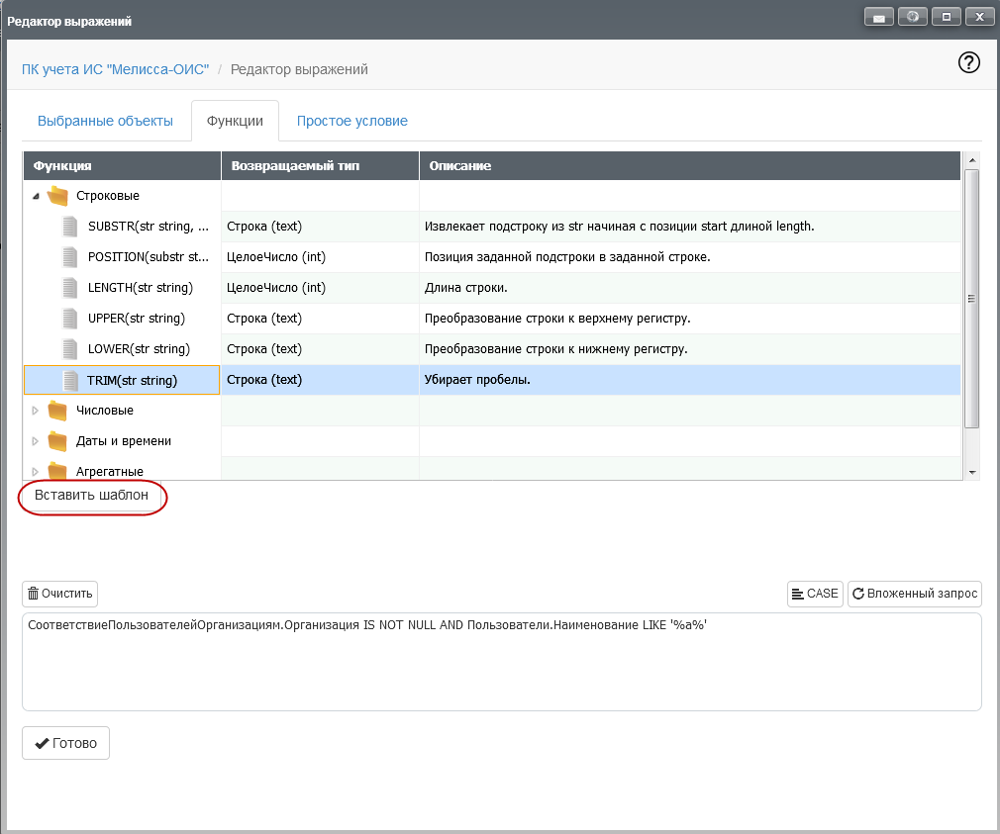 Редактор выражений
ПК учета ИС "Мелисса-ОИС" / Редактор выражений
Выбранные объекты Функции Простое условие
Функция Возвращаемый тип Описание
Строковые
SUBSTR(str string, ... Строка (text) Извлекает подстроку из str начиная с позиции start длиной length.
POSITION(substr st... ЦелоеЧисло (int) Позиция заданной подстроки в заданной строке.
LENGTH(str string) ЦелоеЧисло (int) Длина строки.
UPPER(str string) Строка (text) Преобразование строки к верхнему регистру.
LOWER(str string) Строка (text) Преобразование строки к нижнему регистру.
TRIM(str string) Строка (text) Убирает пробелы.
Числовые
Даты и времени
Агрегатные
Вставить шаблон
Очистить CASE Вложенный запрос
СоответствиеПользователейОрганизациям.Организация IS NOT NULL AND Пользователи.Наименование LIKE '%а%'
Готово